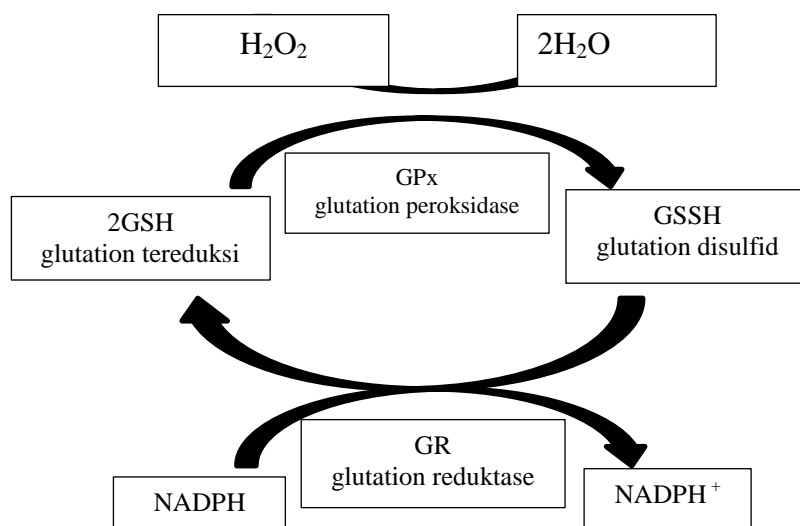 H₂O₂
2H₂O
GPx
glutation peroksidase
2GSH
glutation tereduksi
GSSH
glutation disulfid
GR
glutation reduktase
NADPH
NADPH⁺